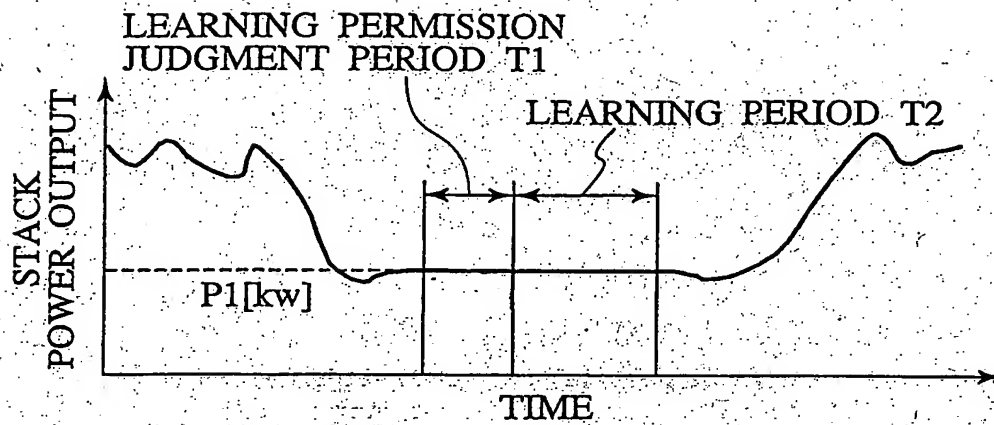 LEARNING PERMISSION
JUDGMENT PERIOD T1
LEARNING PERIOD T2
STACK
POWER OUTPUT
P1[kw]
TIME